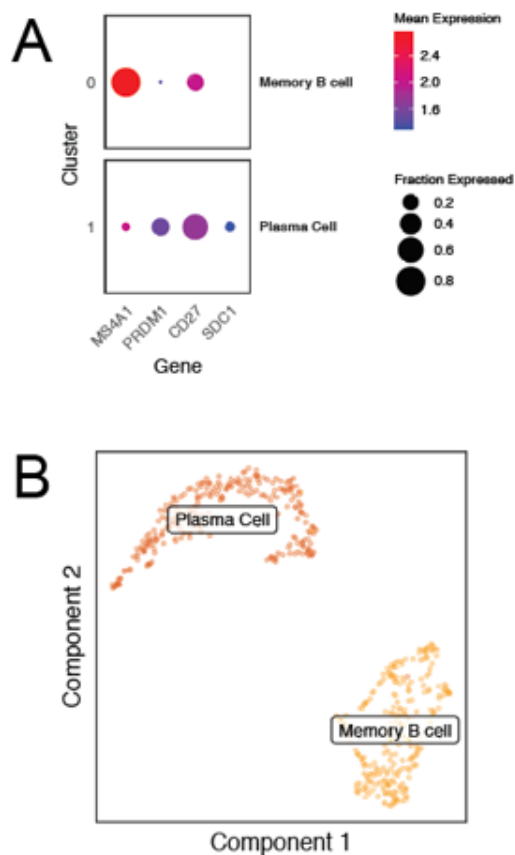 A
Cluster
0
Memory B cell
1
Plasma Cell
MS4A1
PRDM1
CD27
SDC1
Gene
Mean Expression
2.4
2.0
1.6
Fraction Expressed
0.2
0.4
0.6
0.8
B
Plasma Cell
Memory B cell
Component 2
Component 1